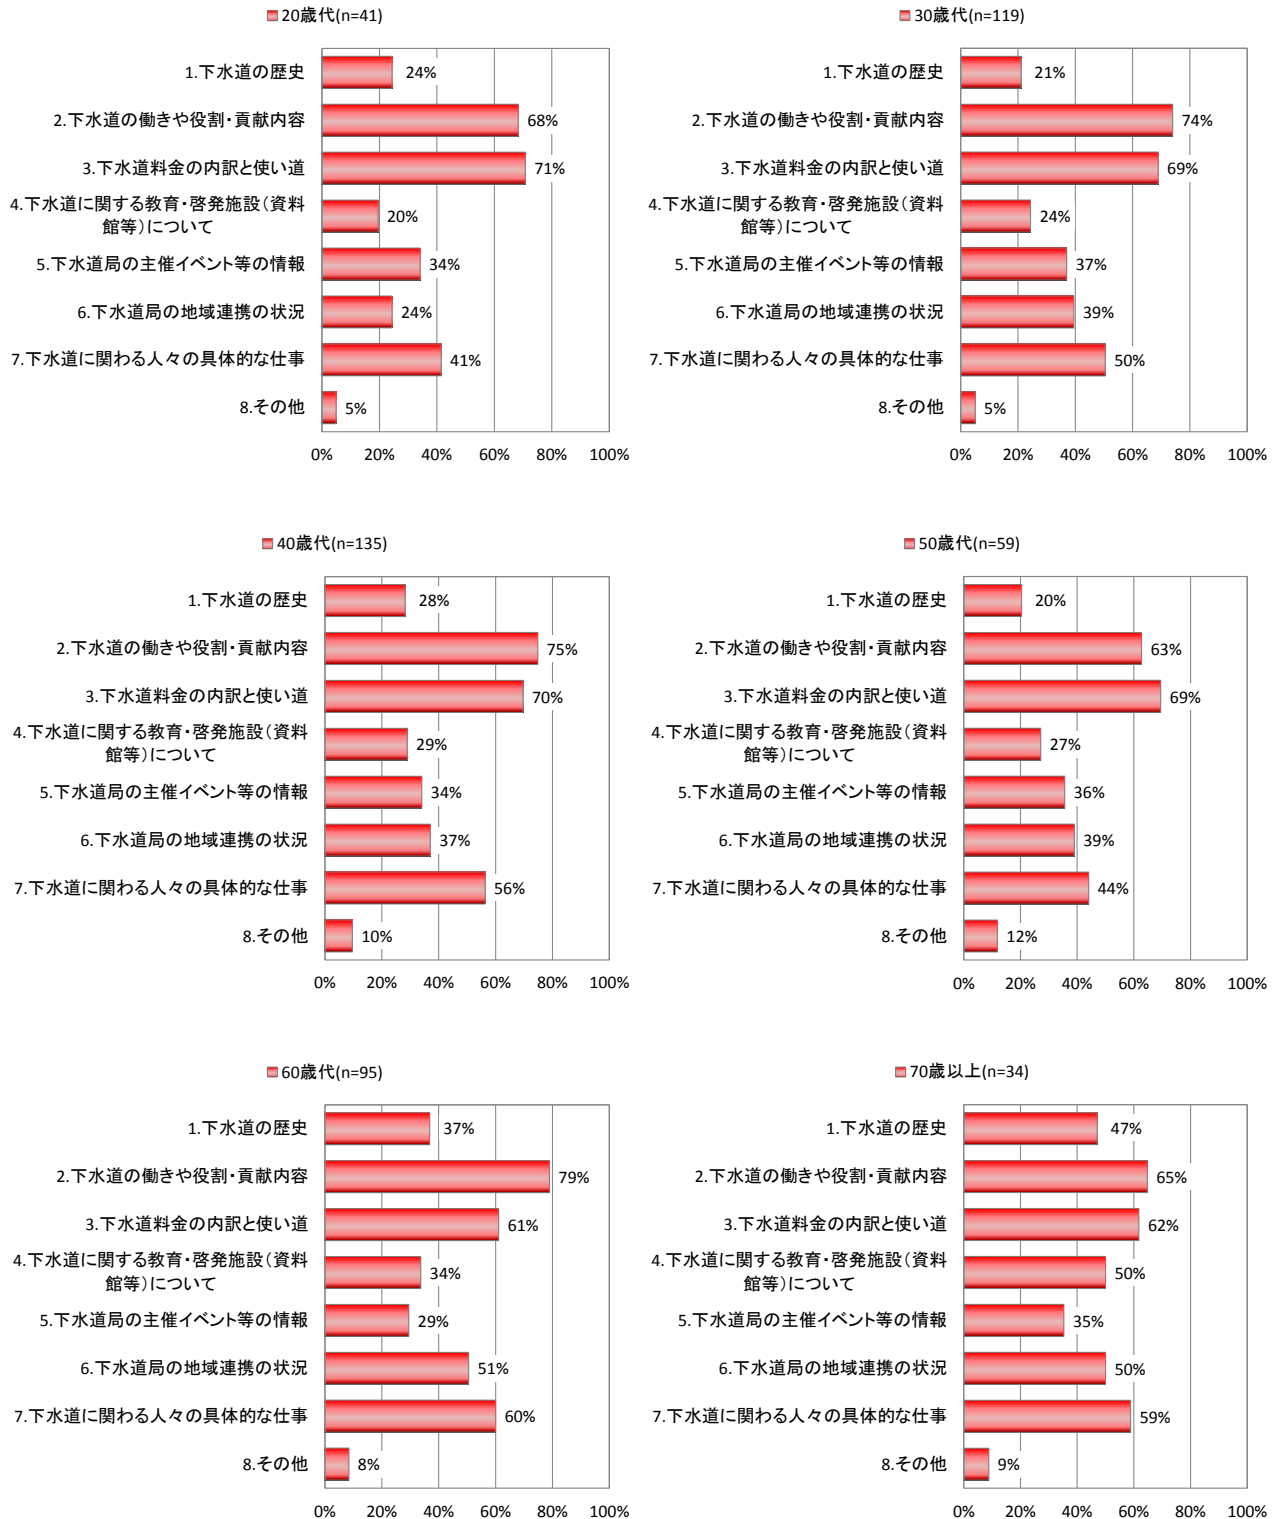 20歳代(n=41)
1.下水道の歴史 24%
2.下水道の働きや役割・貢献内容 68%
3.下水道料金の内訳と使い道 71%
4.下水道に関する教育・啓発施設(資料
館等)について 20%
5.下水道局の主催イベント等の情報 34%
6.下水道局の地域連携の状況 24%
7.下水道に関わる人々の具体的な仕事 41%
8.その他 5%
0% 20% 40% 60% 80% 100%
30歳代(n=119)
1.下水道の歴史 21%
2.下水道の働きや役割・貢献内容 74%
3.下水道料金の内訳と使い道 69%
4.下水道に関する教育・啓発施設(資料
館等)について 24%
5.下水道局の主催イベント等の情報 37%
6.下水道局の地域連携の状況 39%
7.下水道に関わる人々の具体的な仕事 50%
8.その他 5%
0% 20% 40% 60% 80% 100%
40歳代(n=135)
1.下水道の歴史 28%
2.下水道の働きや役割・貢献内容 75%
3.下水道料金の内訳と使い道 70%
4.下水道に関する教育・啓発施設(資料
館等)について 29%
5.下水道局の主催イベント等の情報 34%
6.下水道局の地域連携の状況 37%
7.下水道に関わる人々の具体的な仕事 56%
8.その他 10%
0% 20% 40% 60% 80% 100%
50歳代(n=59)
1.下水道の歴史 20%
2.下水道の働きや役割・貢献内容 63%
3.下水道料金の内訳と使い道 69%
4.下水道に関する教育・啓発施設(資料
館等)について 27%
5.下水道局の主催イベント等の情報 36%
6.下水道局の地域連携の状況 39%
7.下水道に関わる人々の具体的な仕事 44%
8.その他 12%
0% 20% 40% 60% 80% 100%
60歳代(n=95)
1.下水道の歴史 37%
2.下水道の働きや役割・貢献内容 79%
3.下水道料金の内訳と使い道 61%
4.下水道に関する教育・啓発施設(資料
館等)について 34%
5.下水道局の主催イベント等の情報 29%
6.下水道局の地域連携の状況 51%
7.下水道に関わる人々の具体的な仕事 60%
8.その他 8%
0% 20% 40% 60% 80% 100%
70歳以上(n=34)
1.下水道の歴史 47%
2.下水道の働きや役割・貢献内容 65%
3.下水道料金の内訳と使い道 62%
4.下水道に関する教育・啓発施設(資料
館等)について 50%
5.下水道局の主催イベント等の情報 35%
6.下水道局の地域連携の状況 50%
7.下水道に関わる人々の具体的な仕事 59%
8.その他 9%
0% 20% 40% 60% 80% 100%